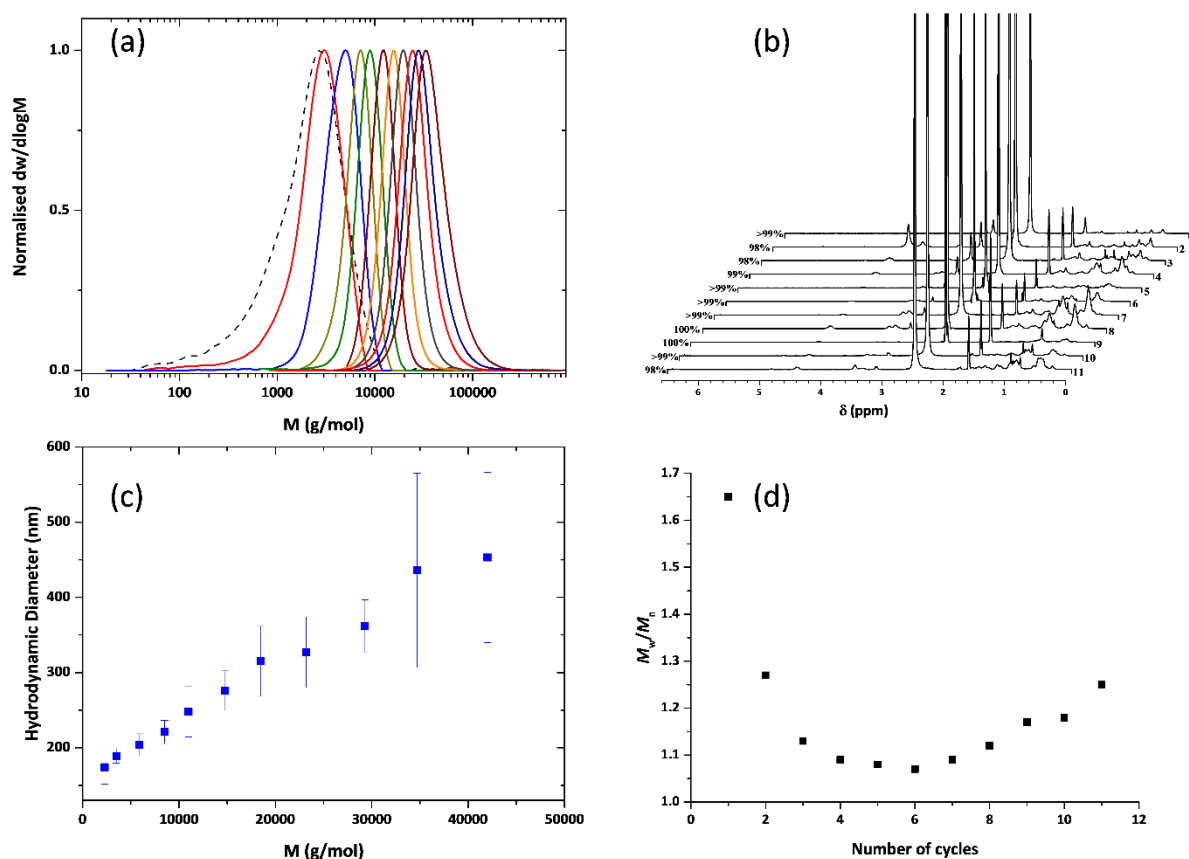 (a)
Normalised dw/dlogM
1.0
0.5
0.0
10 100 1000 10000 100000
M (g/mol)
(b)
>99%
98% 2
98% 3
99% 4
>99% 5
>99% 6
>99% 7
100% 8
100% 9
>99% 10
98% 11
6 5 4 3 2 1 0
δ (ppm)
(c)
Hydrodynamic Diameter (nm)
600
500
400
300
200
0 10000 20000 30000 40000 50000
M (g/mol)
(d)
Mw/Mn
1.7
1.6
1.5
1.4
1.3
1.2
1.1
1.0
0 2 4 6 8 10 12
Number of cycles